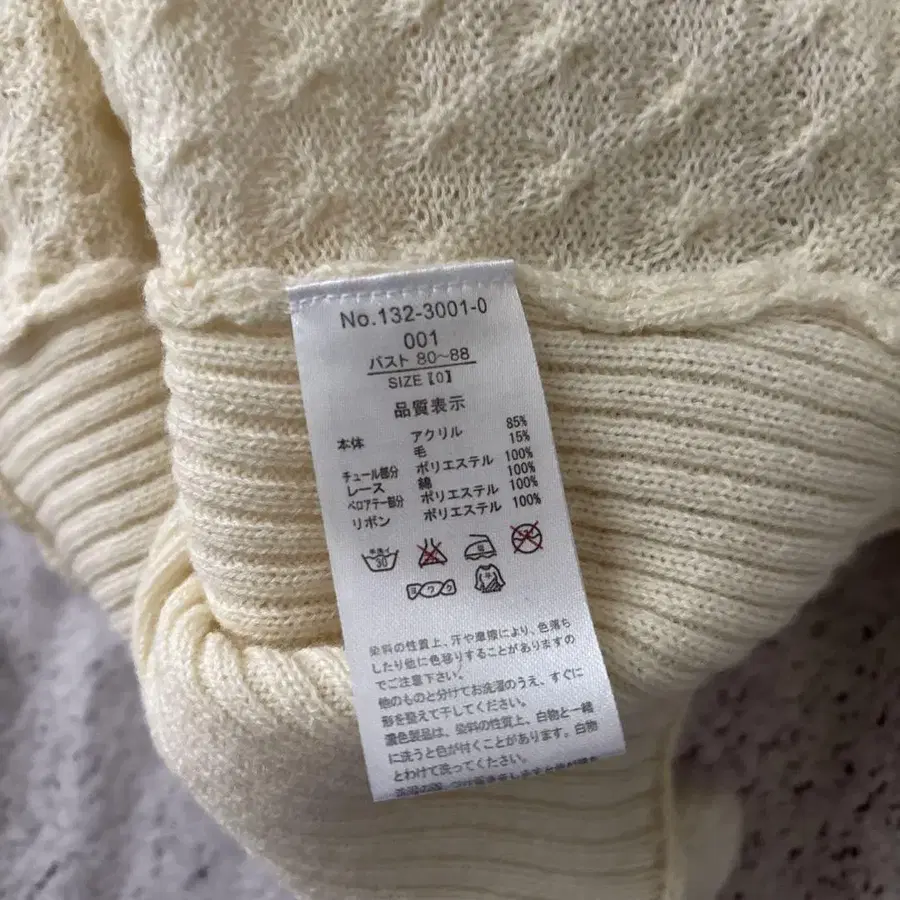 No.132-3001-0
001
バスト 80~88
SIZE【0】
品質表示
本体 アクリル 85%
毛 15%
チュール部分 ポリエステル 100%
レース 綿 100%
ベロアテープ部分 ポリエステル 100%
リボン ポリエステル 100%
手洗イ 30
ヨワク
染料の性質上、汗や摩擦により、色落ち
したり他に色移りすることがありますの
でご注意下さい。
他のものと分けてお洗濯のうえ、すぐに
形を整えて干してください。
濃色製品は、染料の性質上、白物と一緒
に洗うと色が付くことがあります。白物
とわけて洗ってください。